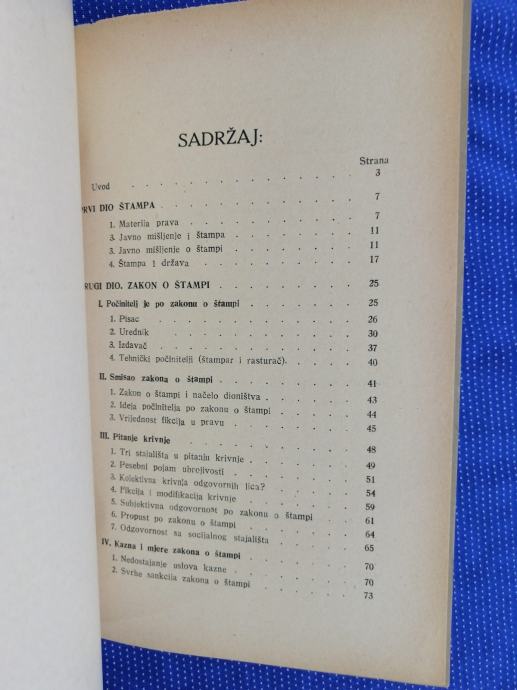 SADRŽAJ:
Strana
Uvod 3
PRVI DIO ŠTAMPA 7
1. Materija prava 7
3. Javno mišljenje i štampa 11
3. Javno mišljenje o štampi 11
4. Štampa i država 17
RUGI DIO. ZAKON O ŠTAMPI 25
I. Počinitelj je po zakonu o štampi 25
1. Pisac 26
2. Urednik 30
3. Izdavač 37
4. Tehnički počinitelji (štampar i rasturač). 40
II. Smisao zakona o štampi 41
1. Zakon o štampi i načelo dioništva 43
2. Ideja počinitelja po zakonu o štampi 44
3. Vrijednost fikcija u pravu 45
III. Pitanje krivnje 48
1. Tri stajališta u pitanju krivnje 49
2. Pesebni pojam ubrojivosti 51
3. Kolektivna krivnja odgovornih lica? 54
4. Fikcija i modifikacija krivnje 59
5. Subjektivna odgovornost po zakonu o štampi 61
6. Propust po zakonu o štampi 64
7. Odgovornost sa socijalnog stajališta 65
IV. Kazna i mjere zakona o štampi 70
1. Nedostajanje uslova kazne 70
2. Svrhe sankcija zakona o štampi 73